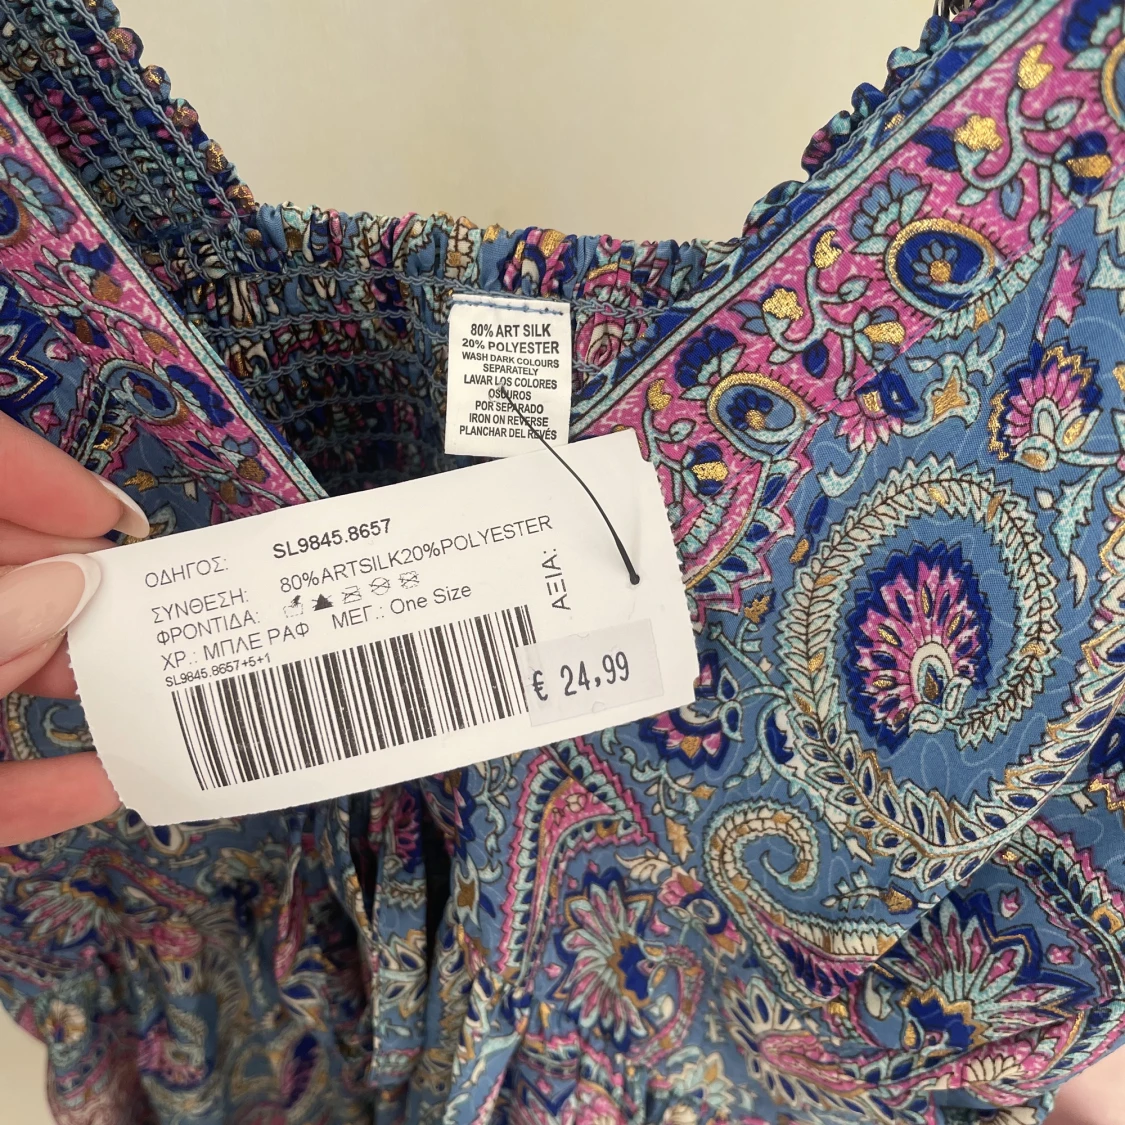 80% ART SILK
20% POLYESTER
WASH DARK COLOURS
SEPARATELY
LAVAR LOS COLORES
OSCUROS
POR SEPARADO
IRON ON REVERSE
PLANCHAR DEL REVÉS
ΟΔΗΓΟΣ: SL9845.8657
ΣΥΝΘΕΣΗ: 80%ARTSILK20%POLYESTER
ΦΡΟΝΤΙΔΑ:
ΧΡ.: ΜΠΛΕ ΡΑΦ ΜΕΓ.: One Size
SL9845.8657+5+1
ΑΞΙΑ:
€ 24,99